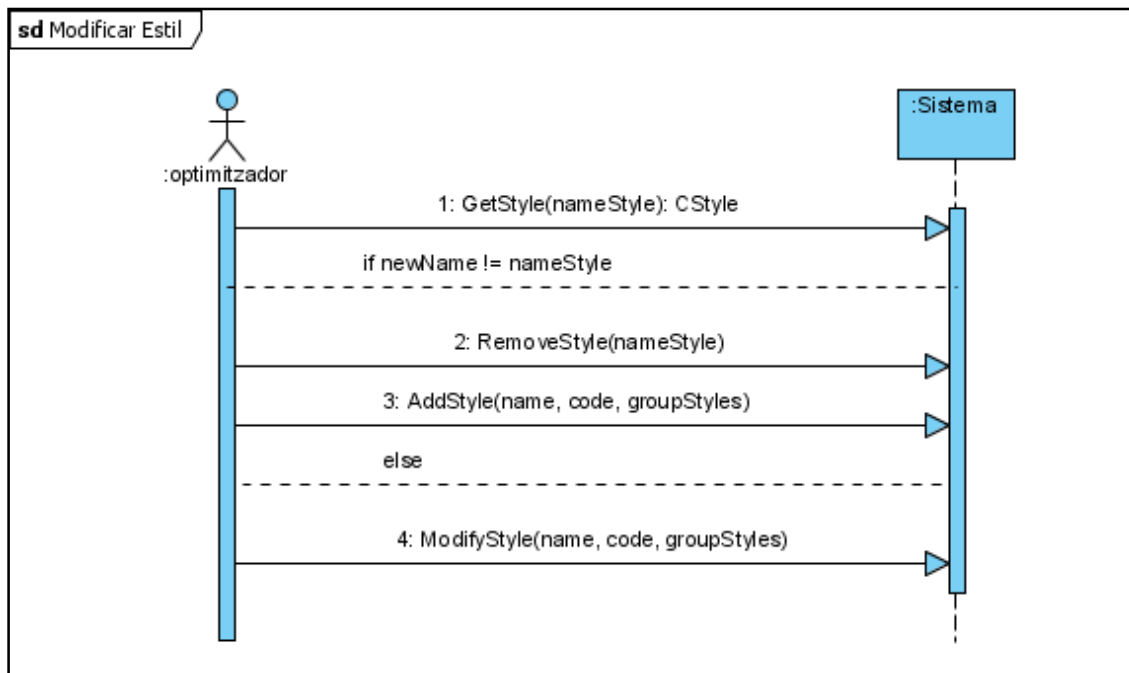 sd Modificar Estil
:Sistema
:optimitzador
1: GetStyle(nameStyle): CStyle
if newName != nameStyle
2: RemoveStyle(nameStyle)
3: AddStyle(name, code, groupStyles)
else
4: ModifyStyle(name, code, groupStyles)